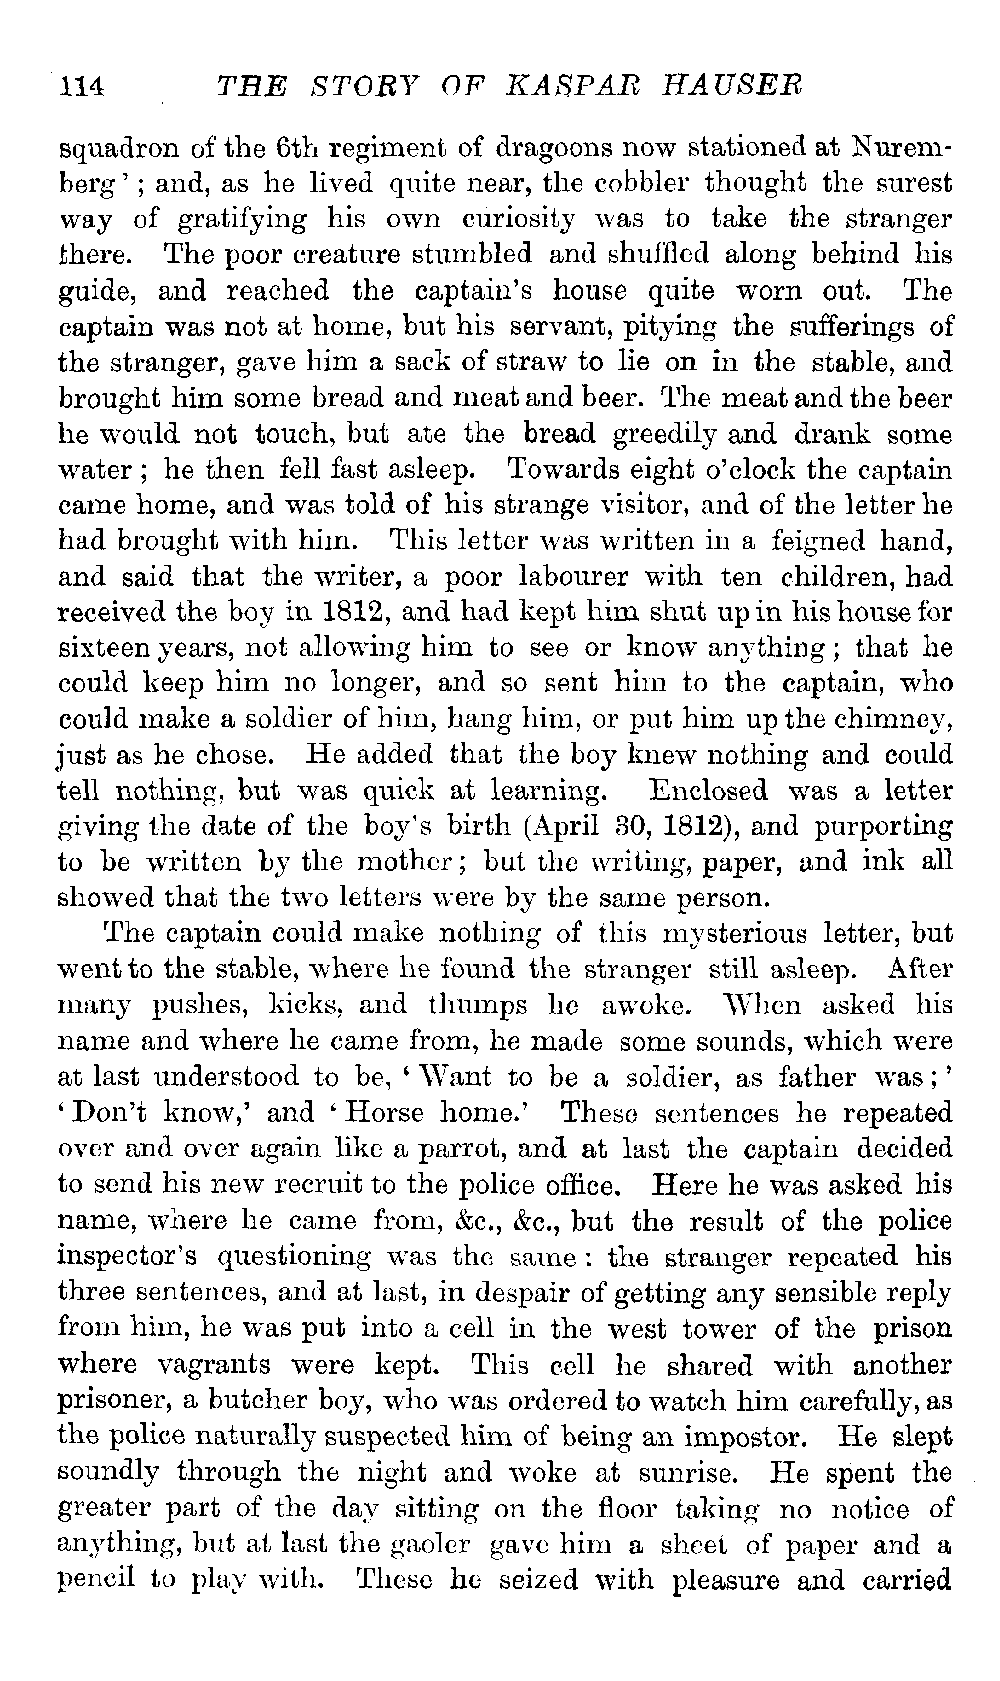 114 THE STORY OF KASPAR HAUSER
squadron of the 6th regiment of dragoons now stationed at Nurem-
berg’ ; and, as he lived quite near, the cobbler thought the surest
way of gratifying his own curiosity was to take the stranger
there. The poor creature stumbled and shuffled along behind his
guide, and reached the captain’s house quite worn out. The
captain was not at home, but his servant, pitying the sufferings of
the stranger, gave him a sack of straw to lie on in the stable, and
brought him some bread and meat and beer. The meat and the beer
he would not touch, but ate the bread greedily and drank some
water ; he then fell fast asleep. Towards eight o’clock the captain
came home, and was told of his strange visitor, and of the letter he
had brought with him. This letter was written in a feigned hand,
and said that the writer, a poor labourer with ten children, had
received the boy in 1812, and had kept him shut up in his house for
sixteen years, not allowing him to see or know anything ; that he
could keep him no longer, and so sent him to the captain, who
could make a soldier of him, hang him, or put him up the chimney,
just as he chose. He added that the boy knew nothing and could
tell nothing, but was quick at learning. Enclosed was a letter
giving the date of the boy’s birth (April 30, 1812), and purporting
to be written by the mother ; but the writing, paper, and ink all
showed that the two letters were by the same person.
The captain could make nothing of this mysterious letter, but
went to the stable, where he found the stranger still asleep. After
many pushes, kicks, and thumps he awoke. When asked his
name and where he came from, he made some sounds, which were
at last understood to be, ‘ Want to be a soldier, as father was ; ’
‘ Don’t know,’ and ‘ Horse home.’ These sentences he repeated
over and over again like a parrot, and at last the captain decided
to send his new recruit to the police office. Here he was asked his
name, where he came from, &c., &c., but the result of the police
inspector’s questioning was the same : the stranger repeated his
three sentences, and at last, in despair of getting any sensible reply
from him, he was put into a cell in the west tower of the prison
where vagrants were kept. This cell he shared with another
prisoner, a butcher boy, who was ordered to watch him carefully, as
the police naturally suspected him of being an impostor. He slept
soundly through the night and woke at sunrise. He spent the
greater part of the day sitting on the floor taking no notice of
anything, but at last the gaoler gave him a sheet of paper and a
pencil to play with. These he seized with pleasure and carried